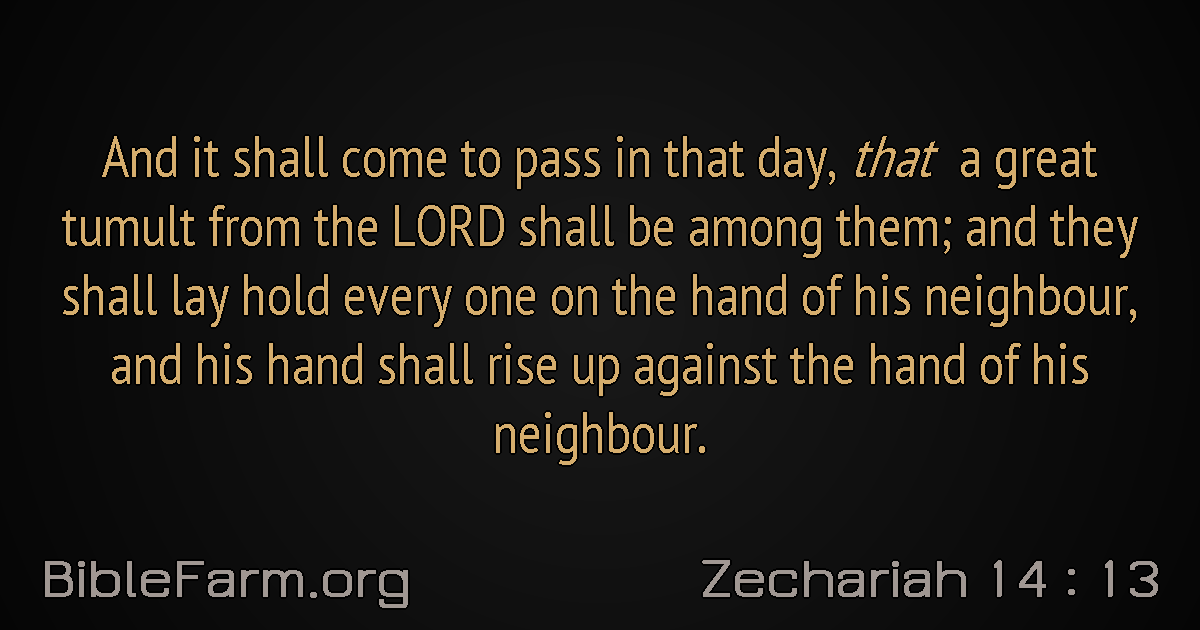 And it shall come to pass in that day, that a great
tumult from the LORD shall be among them; and they
shall lay hold every one on the hand of his neighbour,
and his hand shall rise up against the hand of his
neighbour.
BibleFarm.org
Zechariah 14 : 13